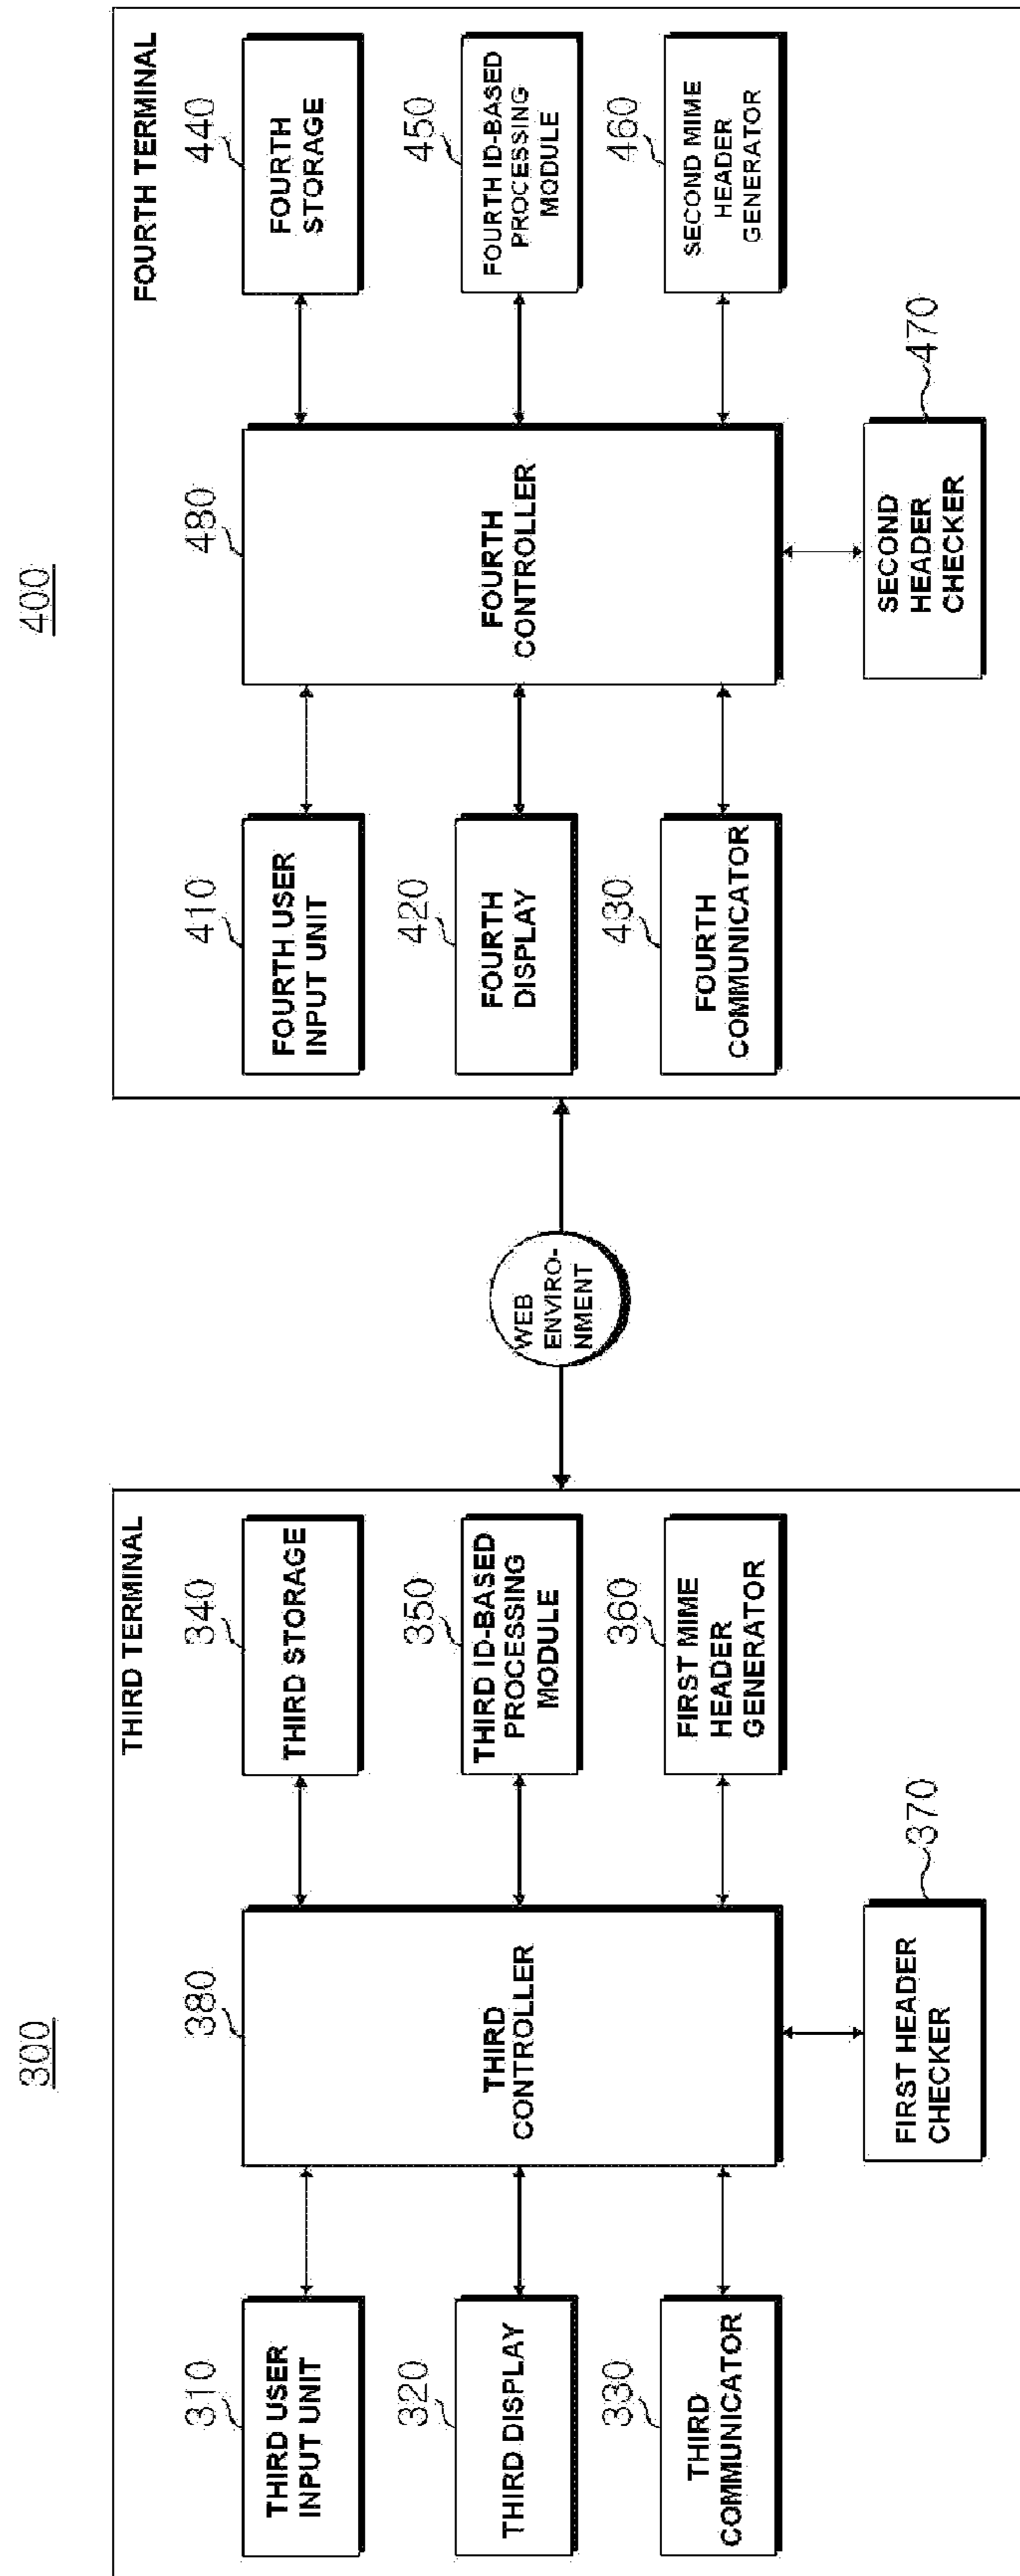 300
THIRD TERMINAL
310
THIRD USER
INPUT UNIT
320
THIRD DISPLAY
330
THIRD
COMMUNICATOR
380
THIRD
CONTROLLER
340
THIRD STORAGE
350
THIRD ID-BASED
PROCESSING
MODULE
360
FIRST MIME
HEADER
GENERATOR
370
FIRST HEADER
CHECKER
WEB
ENVIRO-
NMENT
400
FOURTH TERMINAL
410
FOURTH USER
INPUT UNIT
420
FOURTH
DISPLAY
430
FOURTH
COMMUNICATOR
480
FOURTH
CONTROLLER
440
FOURTH
STORAGE
450
FOURTH ID-BASED
PROCESSING
MODULE
460
SECOND MIME
HEADER
GENERATOR
470
SECOND
HEADER
CHECKER